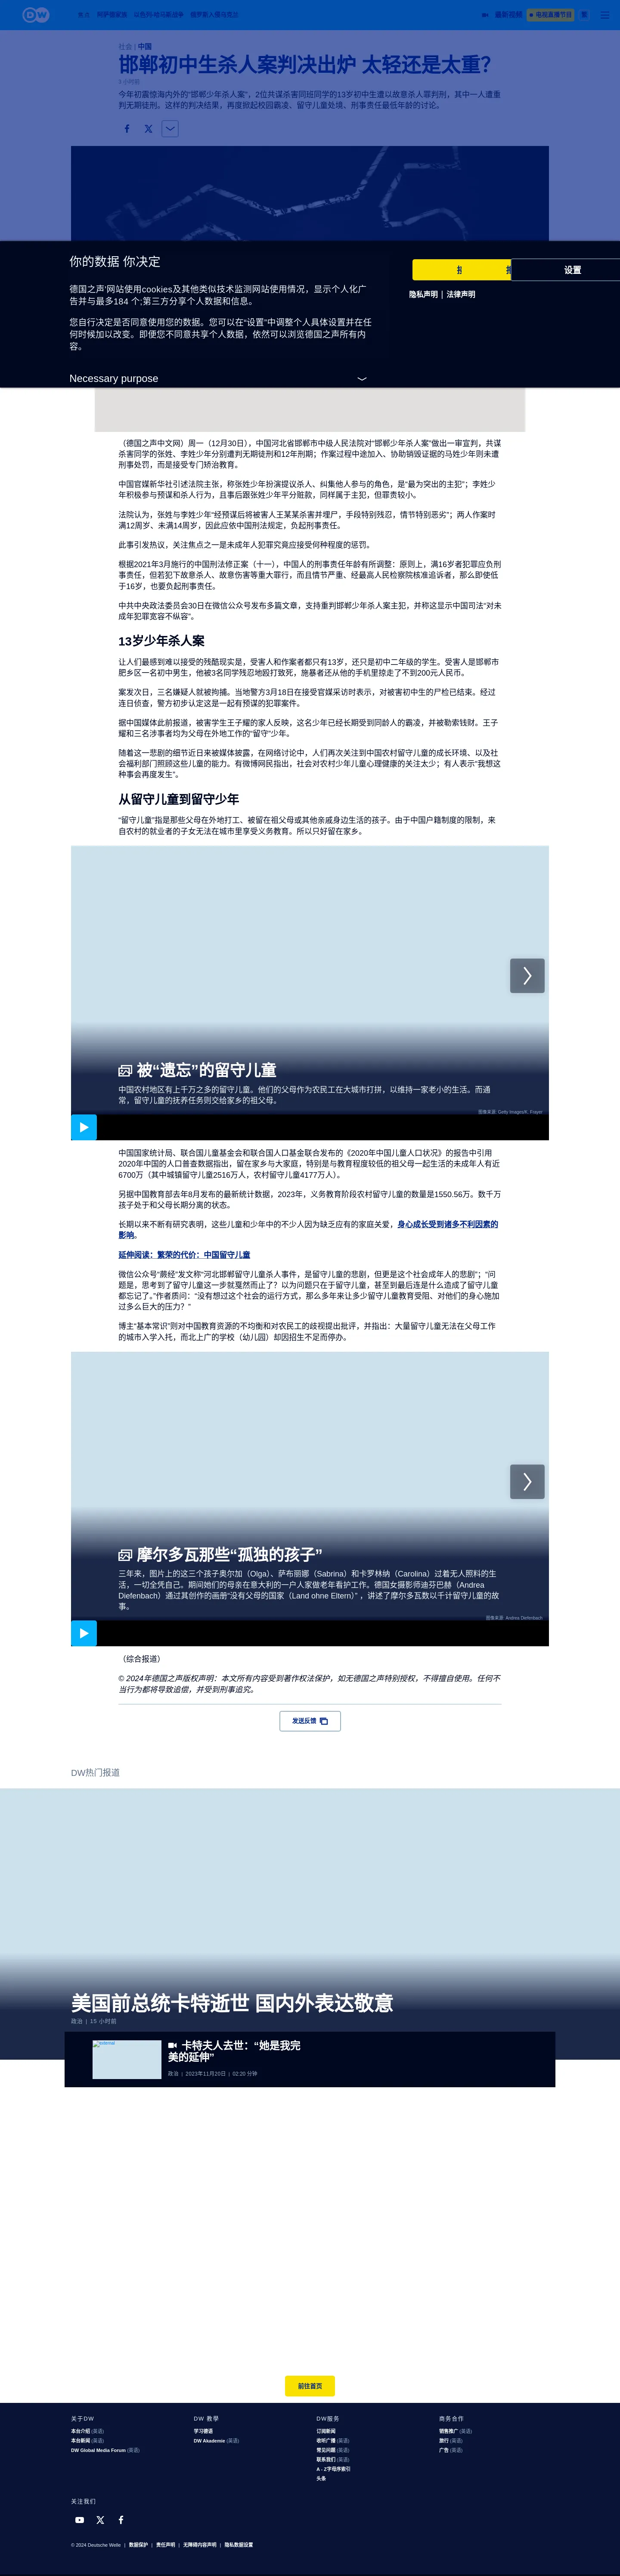 焦点
叙萨德流亡
以色列-哈马斯战争
俄罗斯入侵乌克兰
最新视频
电视直播节目
社会 | 中国
邯郸初中生杀人案判决出炉 太轻还是太重？
3 小时前
今年初震惊海内外的“邯郸少年杀人案”，2位共谋杀害同班同学的13岁初中生遭以故意杀人罪判刑，其中一人遭重
判无期徒刑。这样的判决结果，再度掀起校园霸凌、留守儿童处境、刑事责任最低年龄的讨论。
你的数据 你决定
德国之声'网站使用cookies及其他类似技术监测网站使用情况，显示个人化广
告并与最多184 个;第三方分享个人数据和信息。
您自行决定是否同意使用您的数据。您可以在“设置”中调整个人具体设置并在任
何时候加以改变。即便您不同意共享个人数据，依然可以浏览德国之声所有内
容。
Necessary purpose
设置
隐私声明 | 法律声明
（德国之声中文网）周一（12月30日），中国河北省邯郸市中级人民法院对“邯郸少年杀人案”做出一审宣判，共谋
杀害同学的张姓、李姓少年分别遭判无期徒刑和12年刑期；作案过程中途加入、协助销毁证据的马姓少年则未遭
刑事处罚，而是接受专门矫治教育。
中国官媒新华社引述法院主张，称张姓少年扮演提议杀人、纠集他人参与的角色，是“最为突出的主犯”；李姓少
年积极参与预谋和杀人行为，且事后跟张姓少年平分赃款，同样属于主犯，但罪责较小。
法院认为，张姓与李姓少年“经预谋后将被害人王某某杀害并埋尸，手段特别残忍，情节特别恶劣”；两人作案时
满12周岁、未满14周岁，因此应依中国刑法规定，负起刑事责任。
此事引发热议，关注焦点之一是未成年人犯罪究竟应接受何种程度的惩罚。
根据2021年3月施行的中国刑法修正案（十一），中国人的刑事责任年龄有所调整：原则上，满16岁者犯罪应负刑
事责任，但若犯下故意杀人、故意伤害等重大罪行，而且情节严重、经最高人民检察院核准追诉者，那么即使低
于16岁，也要负起刑事责任。
中共中央政法委员会30日在微信公众号发布多篇文章，支持重判邯郸少年杀人案主犯，并称这显示中国司法“对未
成年犯罪宽容不纵容”。
13岁少年杀人案
让人们最感到难以接受的残酷现实是，受害人和作案者都只有13岁，还只是初中二年级的学生。受害人是邯郸市
肥乡区一名初中男生，他被3名同学残忍地殴打致死，施暴者还从他的手机里掠走了不到200元人民币。
案发次日，三名嫌疑人就被拘捕。当地警方3月18日在接受官媒采访时表示，对被害初中生的尸检已结束。经过
连日侦查，警方初步认定这是一起有预谋的犯罪案件。
据中国媒体此前报道，被害学生王子耀的家人反映，这名少年已经长期受到同龄人的霸凌，并被勒索钱财。王子
耀和三名涉事者均为父母在外地工作的“留守”少年。
随着这一悲剧的细节近日来被媒体披露，在网络讨论中，人们再次关注到中国农村留守儿童的成长环境、以及社
会福利部门照顾这些儿童的能力。有微博网民指出，社会对农村少年儿童心理健康的关注太少；有人表示“我想这
种事会再度发生”。
从留守儿童到留守少年
“留守儿童”指是那些父母在外地打工、被留在祖父母或其他亲戚身边生活的孩子。由于中国户籍制度的限制，来
自农村的就业者的子女无法在城市里享受义务教育。所以只好留在家乡。
被“遗忘”的留守儿童
中国农村地区有上千万之多的留守儿童。他们的父母作为农民工在大城市打拼，以维持一家老小的生活。而通
常，留守儿童的抚养任务则交给家乡的祖父母。
图像来源: Getty Images/K. Frayer
中国国家统计局、联合国儿童基金会和联合国人口基金联合发布的《2020年中国儿童人口状况》的报告中引用
2020年中国的人口普查数据指出，留在家乡与大家庭，特别是与教育程度较低的祖父母一起生活的未成年人有近
6700万（其中城镇留守儿童2516万人，农村留守儿童4177万人）。
另据中国教育部去年8月发布的最新统计数据，2023年，义务教育阶段农村留守儿童的数量是1550.56万。数千万
孩子处于和父母长期分离的状态。
长期以来不断有研究表明，这些儿童和少年中的不少人因为缺乏应有的家庭关爱，身心成长受到诸多不利因素的
影响。
延伸阅读：繁荣的代价：中国留守儿童
微信公众号“蕨经”发文称“河北邯郸留守儿童杀人事件，是留守儿童的悲剧，但更是这个社会成年人的悲剧”；“问
题是，思考到了留守儿童这一步就戛然而止了？以为问题只在于留守儿童，甚至到最后连是什么造成了留守儿童
都忘记了。”作者质问：“没有想过这个社会的运行方式，那么多年来让多少留守儿童教育受阻、对他们的身心施加
过多么巨大的压力？”
博主“基本常识”则对中国教育资源的不均衡和对农民工的歧视提出批评，并指出：大量留守儿童无法在父母工作
的城市入学入托，而北上广的学校（幼儿园）却因招生不足而停办。
摩尔多瓦那些“孤独的孩子”
三年来，图片上的这三个孩子奥尔加（Olga）、萨布丽娜（Sabrina）和卡罗林纳（Carolina）过着无人照料的生
活，一切全凭自己。期间她们的母亲在意大利的一户人家做老年看护工作。德国女摄影师迪芬巴赫（Andrea
Diefenbach）通过其创作的画册“没有父母的国家（Land ohne Eltern）” ，讲述了摩尔多瓦数以千计留守儿童的故
事。
图像来源: Andrea Diefenbach
（综合报道）
© 2024年德国之声版权声明：本文所有内容受到著作权法保护，如无德国之声特别授权，不得擅自使用。任何不
当行为都将导致追偿，并受到刑事追究。
发送反馈
DW热门报道
美国前总统卡特逝世 国内外表达敬意
政治 | 15 小时前
卡特夫人去世：“她是我完
美的延伸”
政治 | 2023年11月20日 | 02:20 分钟
前往首页
关于DW
本台介绍 (英语)
本台新闻 (英语)
DW Global Media Forum (英语)
DW 教學
学习德语
DW Akademie (英语)
DW服务
订阅新闻
收听广播 (英语)
常见问题 (英语)
联系我们 (英语)
A - Z字母序索引
头条
商务合作
销售推广 (英语)
旅行 (英语)
广告 (英语)
关注我们
© 2024 Deutsche Welle | 数据保护 | 责任声明 | 无障碍内容声明 | 隐私数据设置